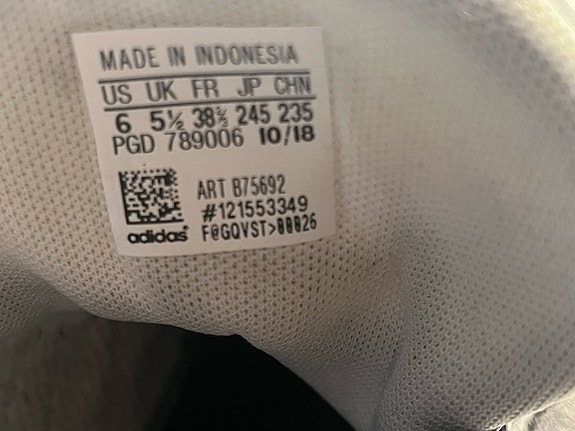 MADE IN INDONESIA
US UK FR JP CHN
6 5½ 38⅔ 245 235
PGD 789006 10/18
ART B75692
#121553349
adidas® F@GQVST>00026